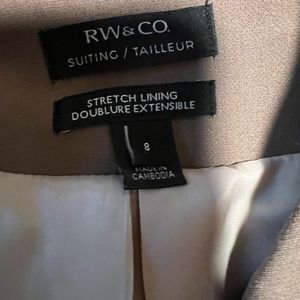 RW&CO.
SUITING / TAILLEUR
STRETCH LINING
DOUBLURE EXTENSIBLE
8
MADE IN
CAMBODIA